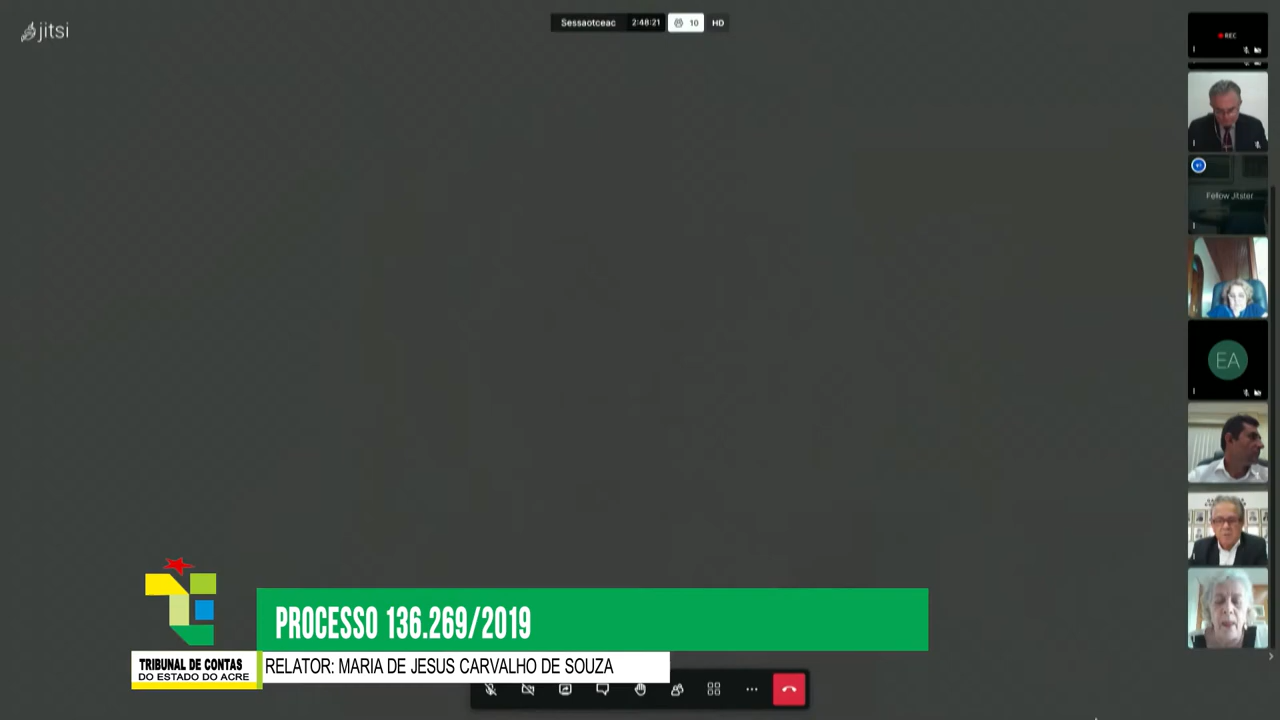 jitsi
Sessaotceac 2:48:21 10 HD
REC
Fellow Jitster
EA
PROCESSO 136.269/2019
TRIBUNAL DE CONTAS
DO ESTADO DO ACRE
RELATOR: MARIA DE JESUS CARVALHO DE SOUZA